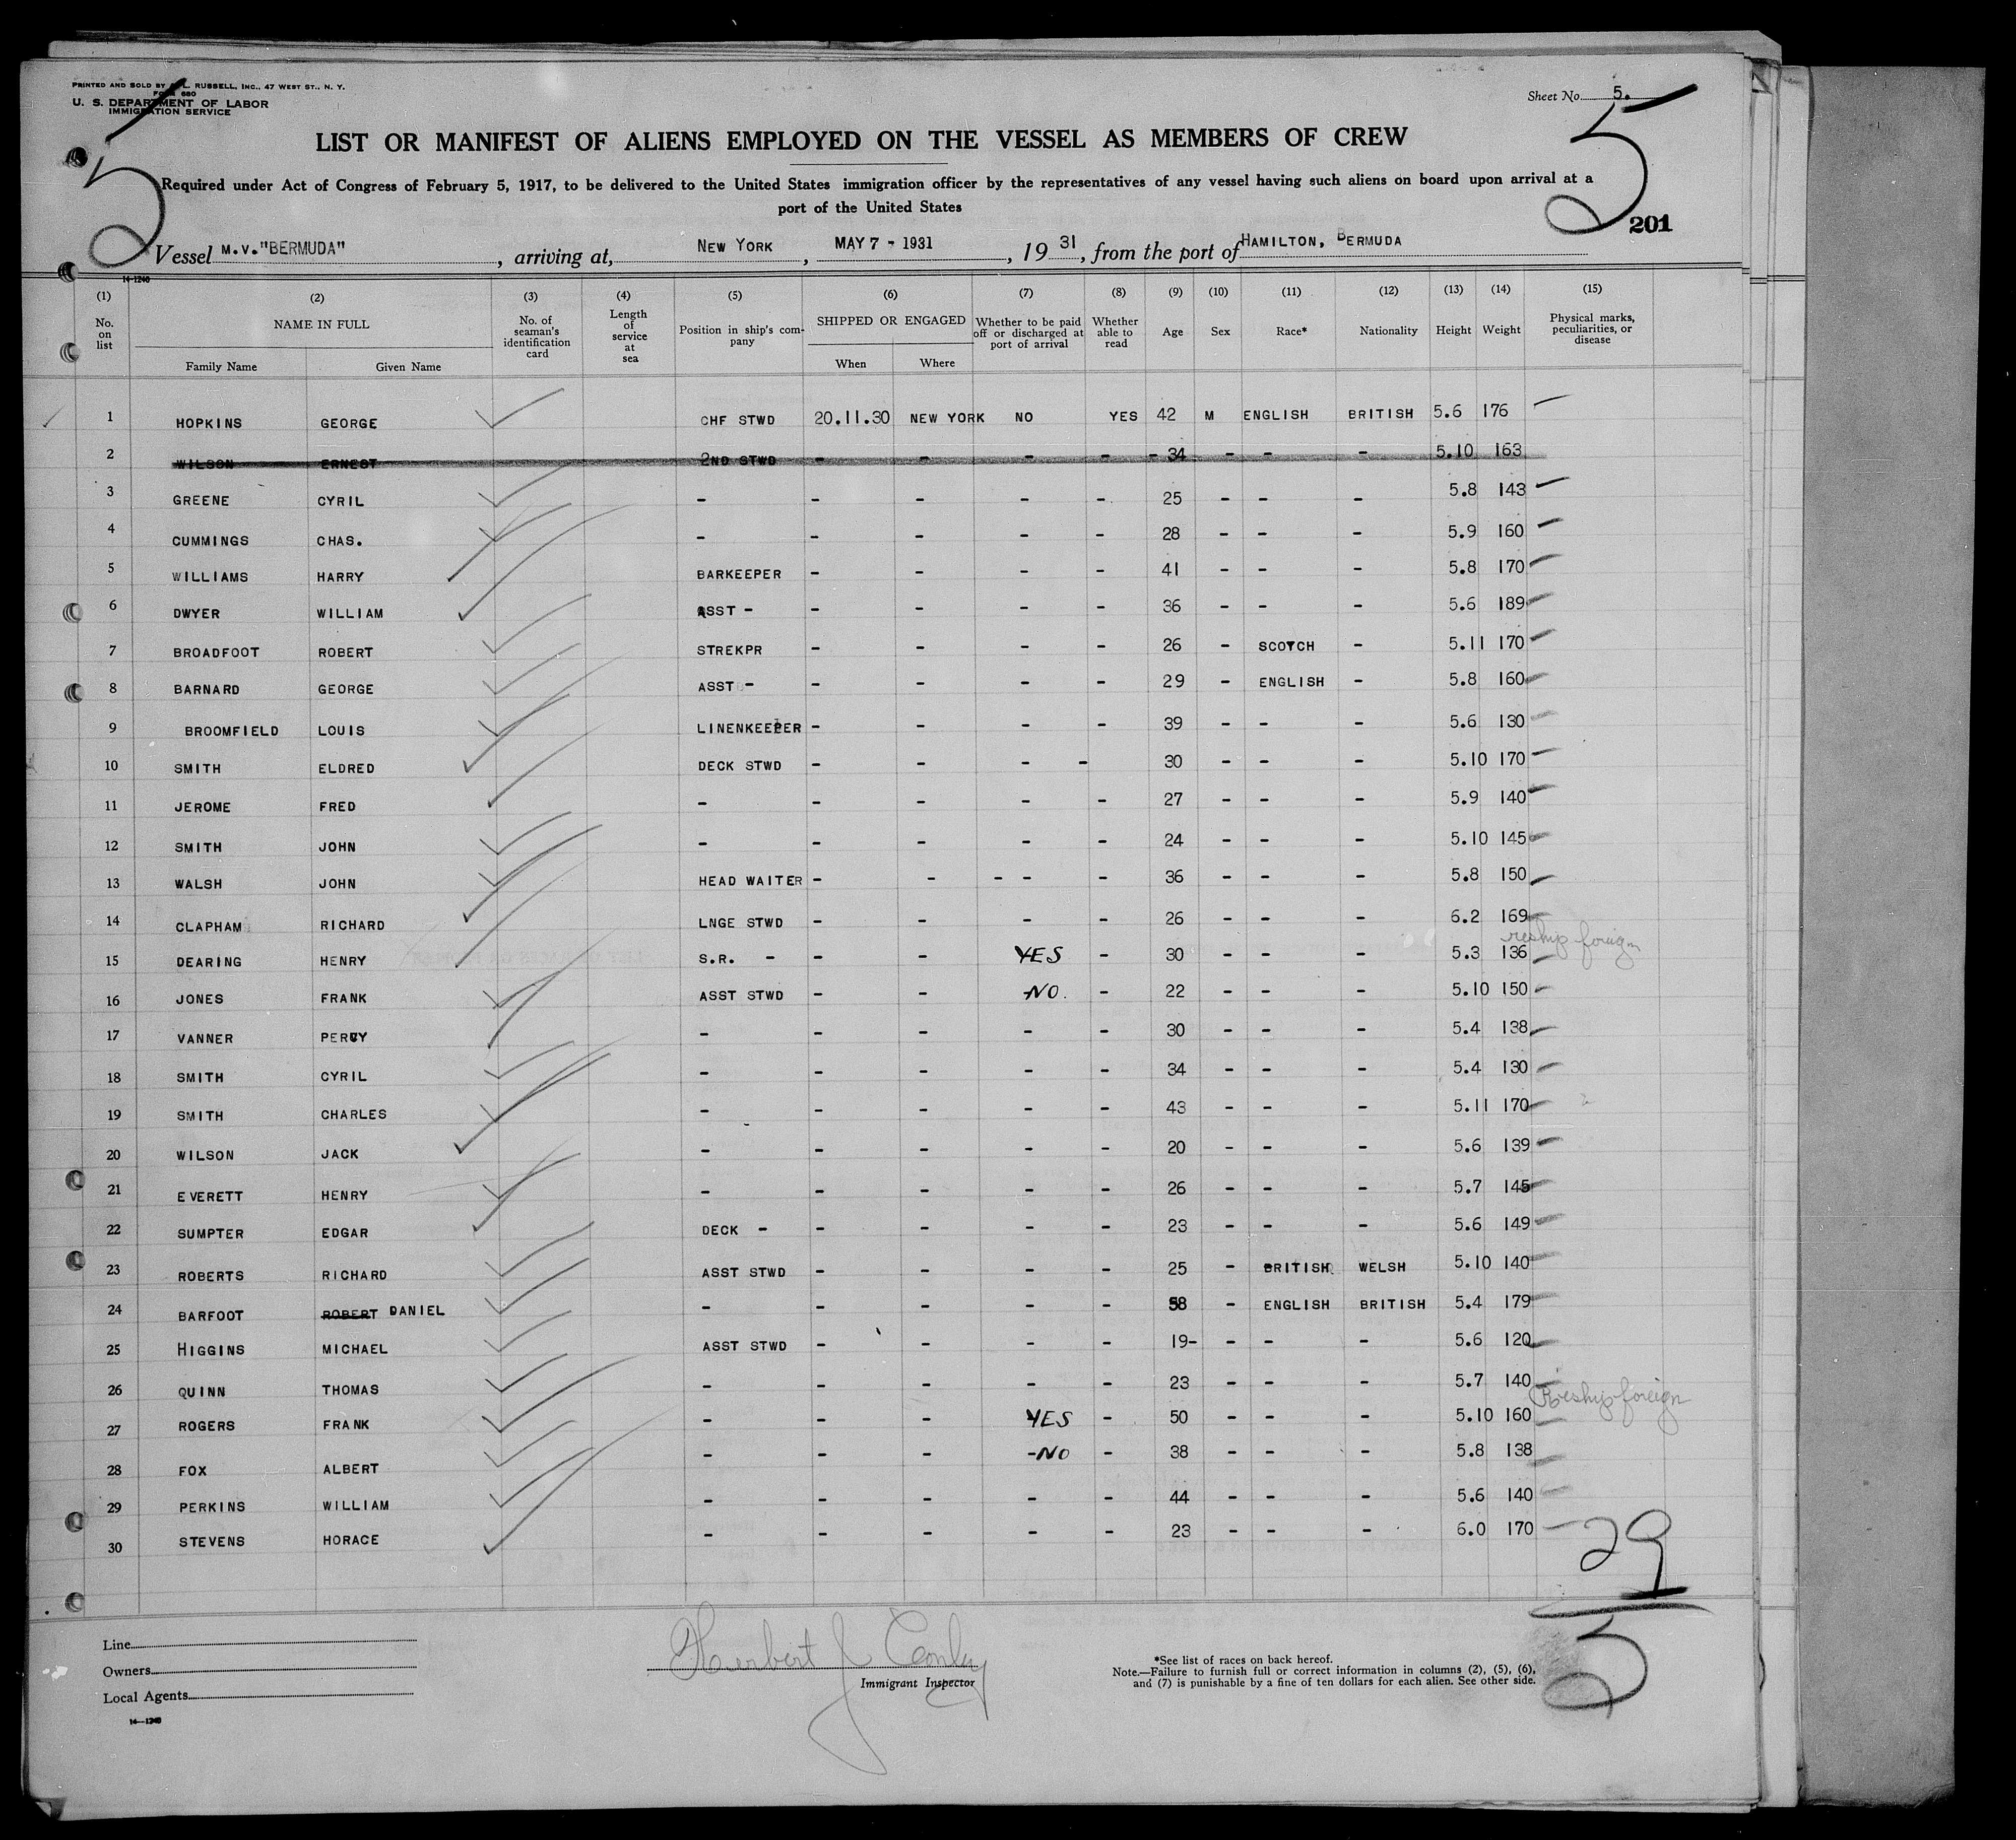 PRINTED AND SOLD BY L. RUSSELL, INC., 47 WEST ST., N. Y.
FORM 680
U. S. DEPARTMENT OF LABOR
IMMIGRATION SERVICE
Sheet No. 5.
5 5
LIST OR MANIFEST OF ALIENS EMPLOYED ON THE VESSEL AS MEMBERS OF CREW
Required under Act of Congress of February 5, 1917, to be delivered to the United States immigration officer by the representatives of any vessel having such aliens on board upon arrival at a
port of the United States
201
Vessel M.V. "BERMUDA", arriving at, NEW YORK, MAY 7 - 1931, 19 31, from the port of HAMILTON, BERMUDA
14-1240
(1) (2) (3) (4) (5) (6) (7) (8) (9) (10) (11) (12) (13) (14) (15)
No. on list NAME IN FULL Family Name Given Name No. of seaman's identification card Length of service at sea Position in ship's company SHIPPED OR ENGAGED When Where Whether to be paid off or discharged at port of arrival Whether able to read Age Sex Race* Nationality Height Weight Physical marks, peculiarities, or disease
1 HOPKINS GEORGE CHF STWD 20.11.30 NEW YORK NO YES 42 M ENGLISH BRITISH 5.6 176
2 WILSON ERNEST 2ND STWD - - - - - 34 - - - 5.10 163
3 GREENE CYRIL - - - - - 25 - - - 5.8 143
4 CUMMINGS CHAS. - - - - - 28 - - - 5.9 160
5 WILLIAMS HARRY BARKEEPER - - - - 41 - - - 5.8 170
6 DWYER WILLIAM ASST - - - - - 36 - - - 5.6 189
7 BROADFOOT ROBERT STREKPR - - - - 26 - SCOTCH - 5.11 170
8 BARNARD GEORGE ASST - - - - - 29 - ENGLISH - 5.8 160
9 BROOMFIELD LOUIS LINENKEEPER - - - - 39 - - - 5.6 130
10 SMITH ELDRED DECK STWD - - - - 30 - - - 5.10 170
11 JEROME FRED - - - - - 27 - - - 5.9 140
12 SMITH JOHN - - - - - 24 - - - 5.10 145
13 WALSH JOHN HEAD WAITER - - - - - 36 - - - 5.8 150
14 CLAPHAM RICHARD LNGE STWD - - - - 26 - - - 6.2 169
reship foreign
15 DEARING HENRY S.R. - - - YES - 30 - - - 5.3 136
16 JONES FRANK ASST STWD - - NO. - 22 - - - 5.10 150
17 VANNER PERCY - - - - - 30 - - - 5.4 138
18 SMITH CYRIL - - - - - 34 - - - 5.4 130
19 SMITH CHARLES - - - - - 43 - - - 5.11 170
20 WILSON JACK - - - - - 20 - - - 5.6 139
21 EVERETT HENRY - - - - - 26 - - - 5.7 145
22 SUMPTER EDGAR DECK - - - - - 23 - - - 5.6 149
23 ROBERTS RICHARD ASST STWD - - - - 25 - BRITISH WELSH 5.10 140
24 BARFOOT ROBERT DANIEL - - - - - 58 - ENGLISH BRITISH 5.4 179
25 HIGGINS MICHAEL ASST STWD - - - - 19- - - - 5.6 120
26 QUINN THOMAS - - - - - 23 - - - 5.7 140
Reship foreign
27 ROGERS FRANK - - - YES - 50 - - - 5.10 160
28 FOX ALBERT - - - -NO - 38 - - - 5.8 138
29 PERKINS WILLIAM - - - - - 44 - - - 5.6 140
30 STEVENS HORACE - - - - - 23 - - - 6.0 170
29
5
Line
Owners
Local Agents
14-1240
Herbert J Conley
Immigrant Inspector
*See list of races on back hereof.
Note.—Failure to furnish full or correct information in columns (2), (5), (6),
and (7) is punishable by a fine of ten dollars for each alien. See other side.